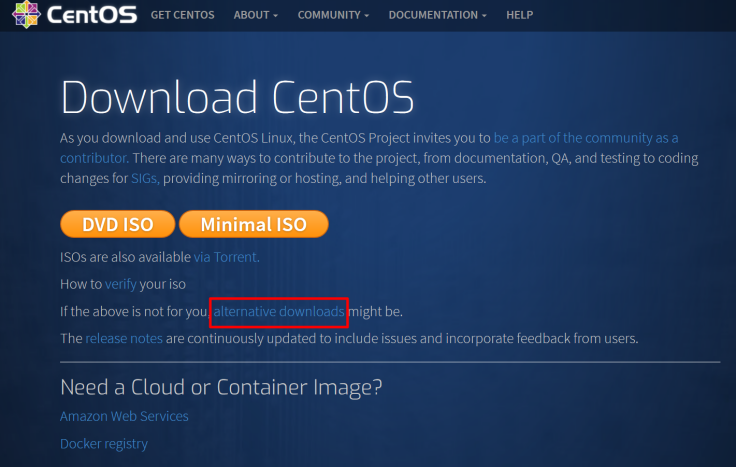 CentOS GET CENTOS ABOUT COMMUNITY DOCUMENTATION HELP
Download CentOS
As you download and use CentOS Linux, the CentOS Project invites you to be a part of the community as a
contributor. There are many ways to contribute to the project, from documentation, QA, and testing to coding
changes for SIGs, providing mirroring or hosting, and helping other users.
DVD ISO Minimal ISO
ISOs are also available via Torrent.
How to verify your iso
If the above is not for you, alternative downloads might be.
The release notes are continuously updated to include issues and incorporate feedback from users.
Need a Cloud or Container Image?
Amazon Web Services
Docker registry